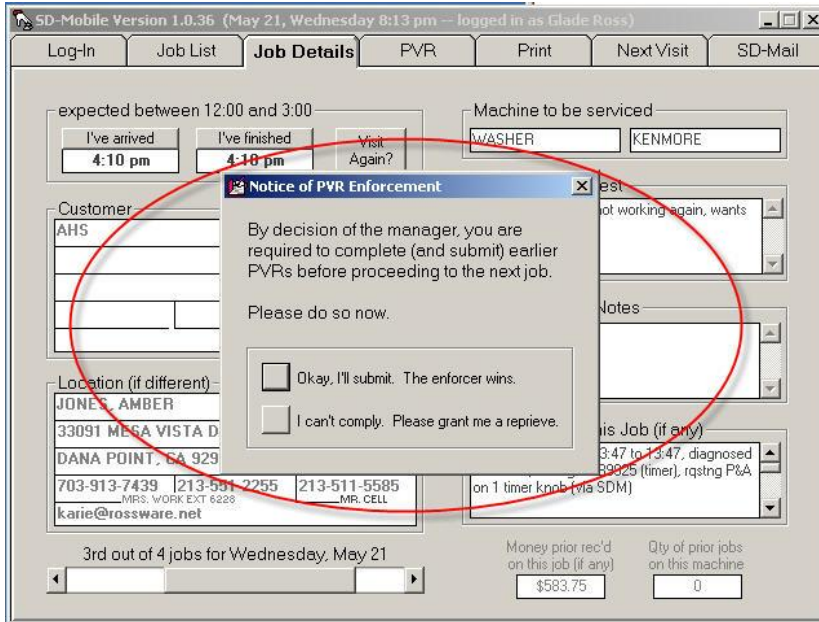 SD-Mobile Version 1.0.36 (May 21, Wednesday 8:13 pm -- logged in as Glade Ross)
Log-In Job List Job Details PVR Print Next Visit SD-Mail
expected between 12:00 and 3:00
I've arrived I've finished Visit Again?
4:10 pm 4:18 pm
Machine to be serviced
WASHER KENMORE
Notice of PVR Enforcement
By decision of the manager, you are
required to complete (and submit) earlier
PVRs before proceeding to the next job.
Please do so now.
Okay, I'll submit. The enforcer wins.
I can't comply. Please grant me a reprieve.
Customer
AHS
est
not working again, wants
Notes
Location (if different)
JONES, AMBER
33091 MESA VISTA D
DANA POINT, CA 929
703-913-7439 213-551-2255 213-511-5585
MRS. WORK EXT 6228 MR. CELL
karie@rossware.net
his Job (if any)
3:47 to 13:47, diagnosed
(timer), rqstng P&A
on 1 timer knob (via SDM)
3rd out of 4 jobs for Wednesday, May 21
Money prior rec'd
on this job (if any)
$583.75
Qty of prior jobs
on this machine
0